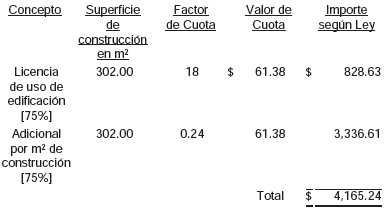 Concepto Superficie de construcción en m² Factor de Cuota Valor de Cuota Importe según Ley
Licencia de uso de edificación [75%] 302.00 18 $ 61.38 $ 828.63
Adicional por m² de construcción [75%] 302.00 0.24 61.38 3,336.61
Total $ 4,165.24